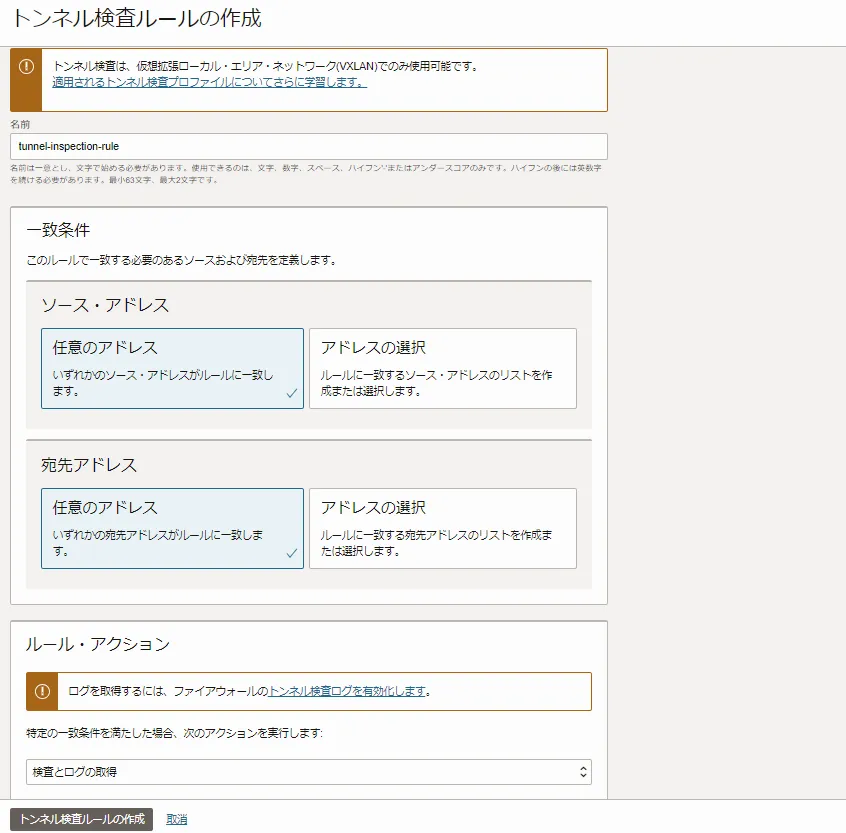 トンネル検査ルールの作成
トンネル検査は、仮想拡張ローカル・エリア・ネットワーク(VXLAN)でのみ使用可能です。
適用されるトンネル検査プロファイルについてさらに学習します。
名前
tunnel-inspection-rule
名前は一意とし、文字で始める必要があります。使用できるのは、文字、数字、スペース、ハイフン'-'またはアンダースコアのみです。ハイフンの後には英数字
を続ける必要があります。最小63文字、最大2文字です。
一致条件
このルールで一致する必要のあるソースおよび宛先を定義します。
ソース・アドレス
任意のアドレス
いずれかのソース・アドレスがルールに一致し
ます。
アドレスの選択
ルールに一致するソース・アドレスのリストを作
成または選択します。
宛先アドレス
任意のアドレス
いずれかの宛先アドレスがルールに一致しま
す。
アドレスの選択
ルールに一致する宛先アドレスのリストを作成ま
たは選択します。
ルール・アクション
ログを取得するには、ファイアウォールのトンネル検査ログを有効化します。
特定の一致条件を満たした場合、次のアクションを実行します:
検査とログの取得
トンネル検査ルールの作成 取消